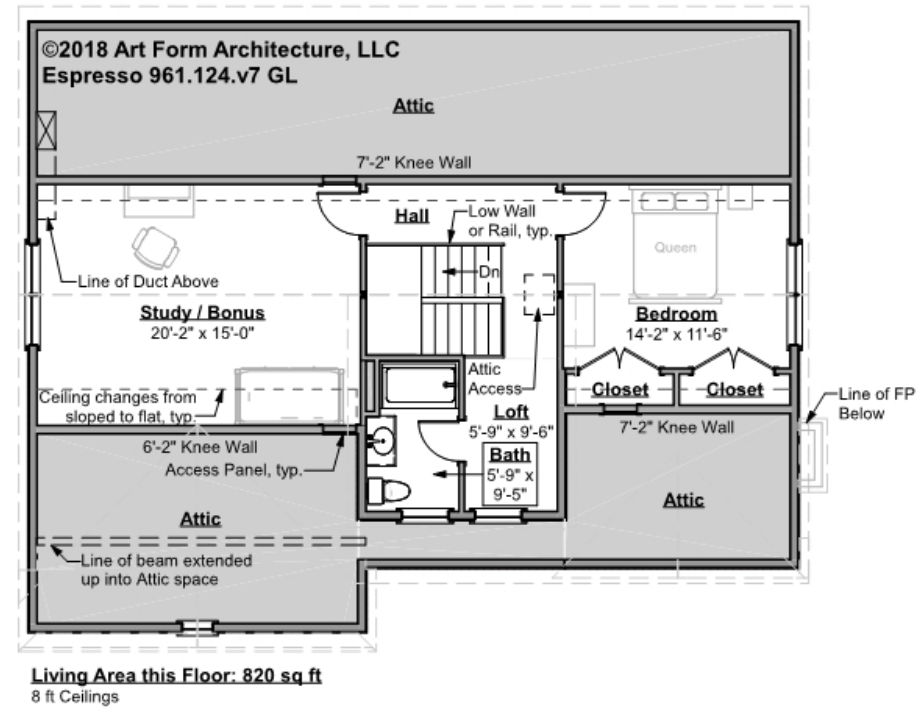 ©2018 Art Form Architecture, LLC
Espresso 961.124.v7 GL
Attic
7'-2" Knee Wall
Hall
Low Wall
or Rail, typ.
Dn
Queen
Line of Duct Above
Study / Bonus
20'-2" x 15'-0"
Bedroom
14'-2" x 11'-6"
Attic
Access
Ceiling changes from
sloped to flat, typ.
Closet
Closet
Line of FP
Below
Loft
5'-9" x 9'-6"
7'-2" Knee Wall
6'-2" Knee Wall
Access Panel, typ.
Bath
5'-9" x
9'-5"
Attic
Attic
Line of beam extended
up into Attic space
Living Area this Floor: 820 sq ft
8 ft Ceilings